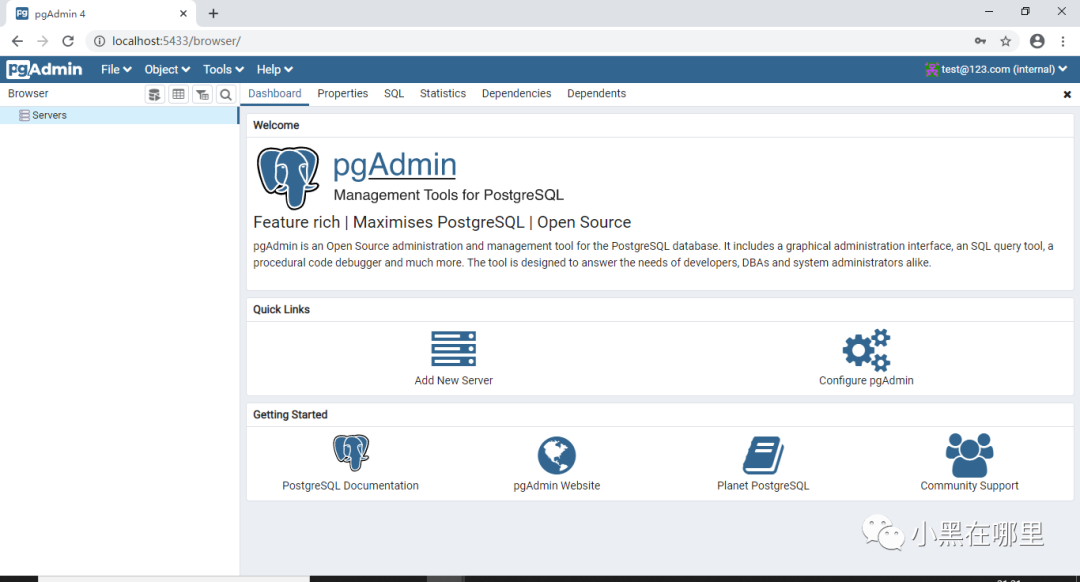 pgAdmin 4
localhost:5433/browser/
pgAdmin File Object Tools Help test@123.com (internal)
Browser Dashboard Properties SQL Statistics Dependencies Dependents
Servers
Welcome
pgAdmin
Management Tools for PostgreSQL
Feature rich | Maximises PostgreSQL | Open Source
pgAdmin is an Open Source administration and management tool for the PostgreSQL database. It includes a graphical administration interface, an SQL query tool, a
procedural code debugger and much more. The tool is designed to answer the needs of developers, DBAs and system administrators alike.
Quick Links
Add New Server Configure pgAdmin
Getting Started
PostgreSQL Documentation pgAdmin Website Planet PostgreSQL Community Support
小黑在哪里